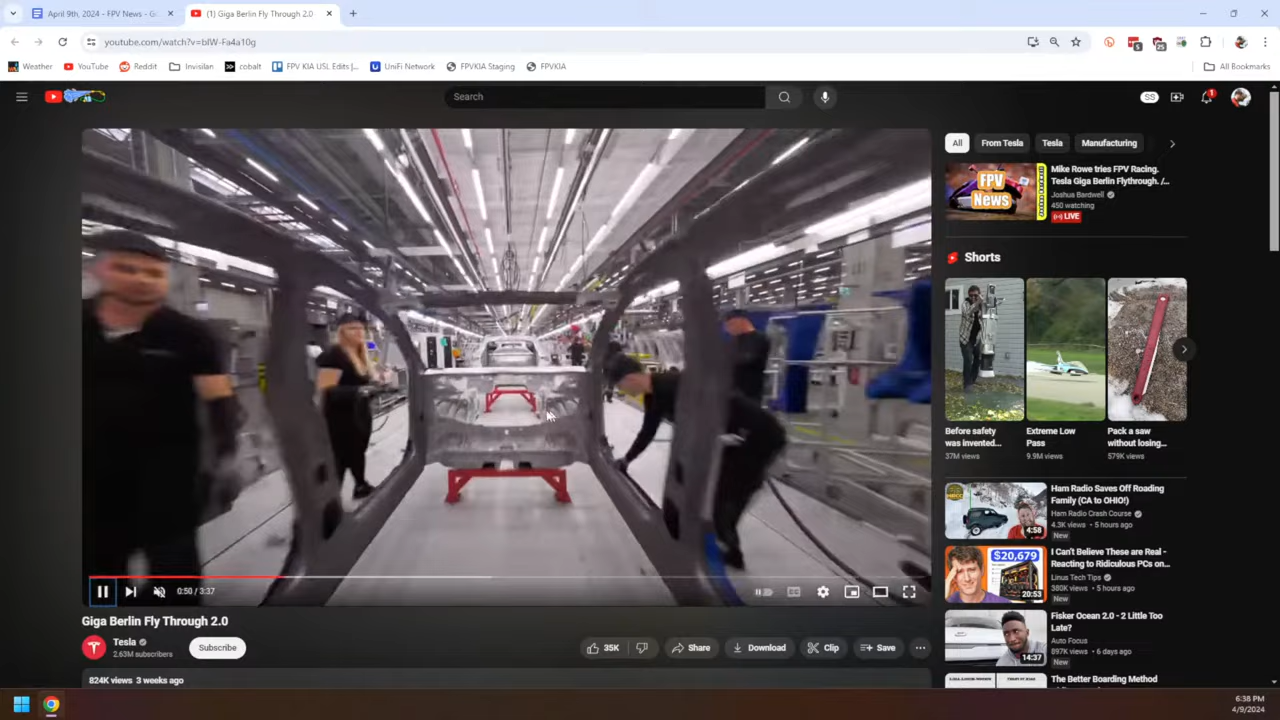 April 9th, 2024 - FPV News - G
(1) Giga Berlin Fly Through 2.0
youtube.com/watch?v=bIW-Fa4a10g
5
25
Weather
YouTube
Reddit
Invisilan
cobalt
FPV KIA USL Edits |...
UniFi Network
FPVKIA Staging
FPVKIA
All Bookmarks
Search
SS
1
All
From Tesla
Tesla
Manufacturing
FPV
News
Mike Rowe tries FPV Racing.
Tesla Giga Berlin Flythrough. /...
Joshua Bardwell
450 watching
LIVE
Shorts
Before safety
was invented...
37M views
Extreme Low
Pass
9.9M views
Pack a saw
without losing...
579K views
Ham Radio Saves Off Roading
Family (CA to OHIO!)
Ham Radio Crash Course
4.3K views • 5 hours ago
New
4:58
I Can't Believe These are Real -
Reacting to Ridiculous PCs on...
Linus Tech Tips
380K views • 5 hours ago
New
$20,679
20:53
Fisker Ocean 2.0 - 2 Little Too
Late?
Auto Focus
897K views • 6 days ago
New
14:37
The Better Boarding Method
0:50 / 3:37
Giga Berlin Fly Through 2.0
Tesla
2.63M subscribers
Subscribe
35K
Share
Download
Clip
Save
824K views 3 weeks ago
6:38 PM
4/9/2024